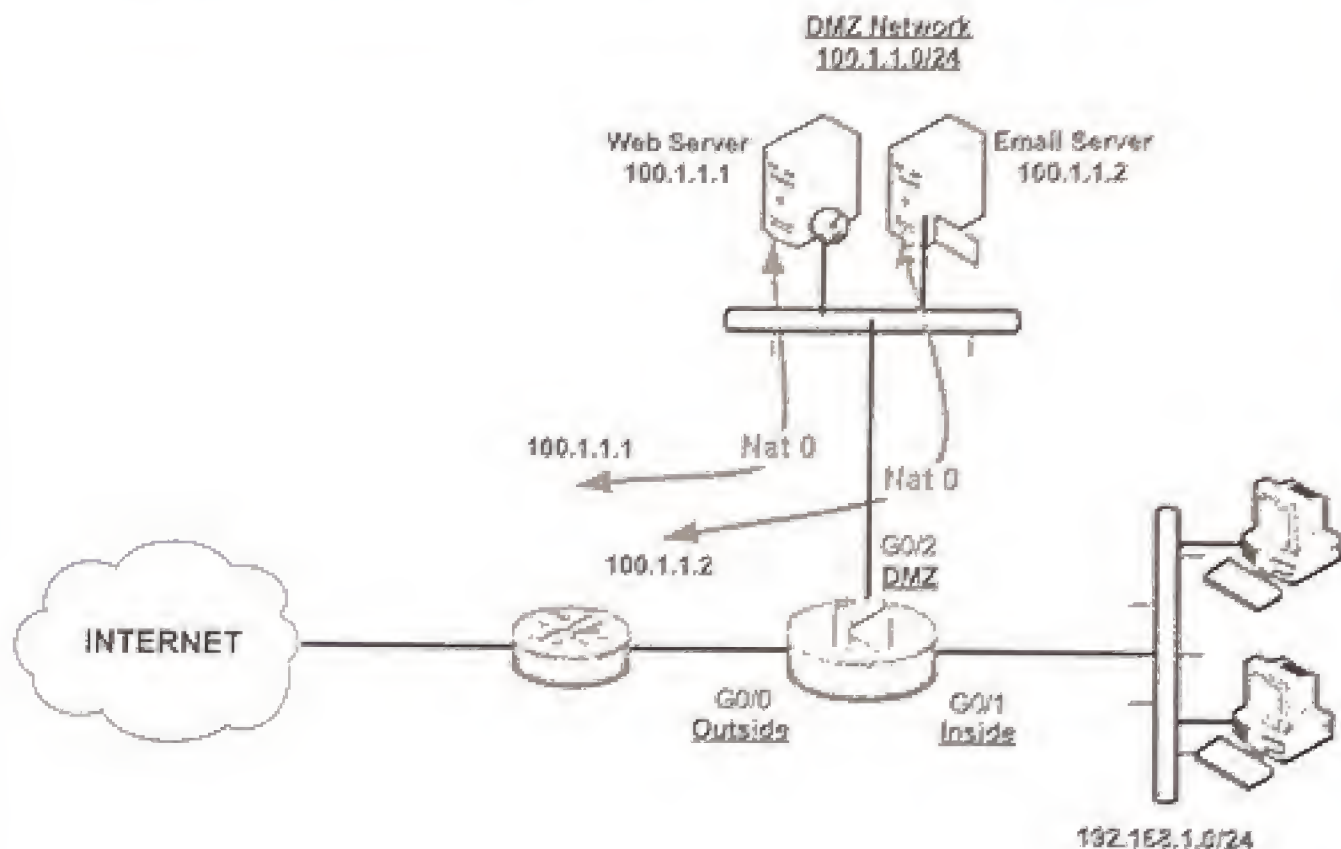 DMZ Network
100.1.1.0/24
Web Server
100.1.1.1
Email Server
100.1.1.2
100.1.1.1
Nat 0
Nat 0
100.1.1.2
G0/2
DMZ
INTERNET
G0/0
Outside
G0/1
Inside
192.168.1.0/24